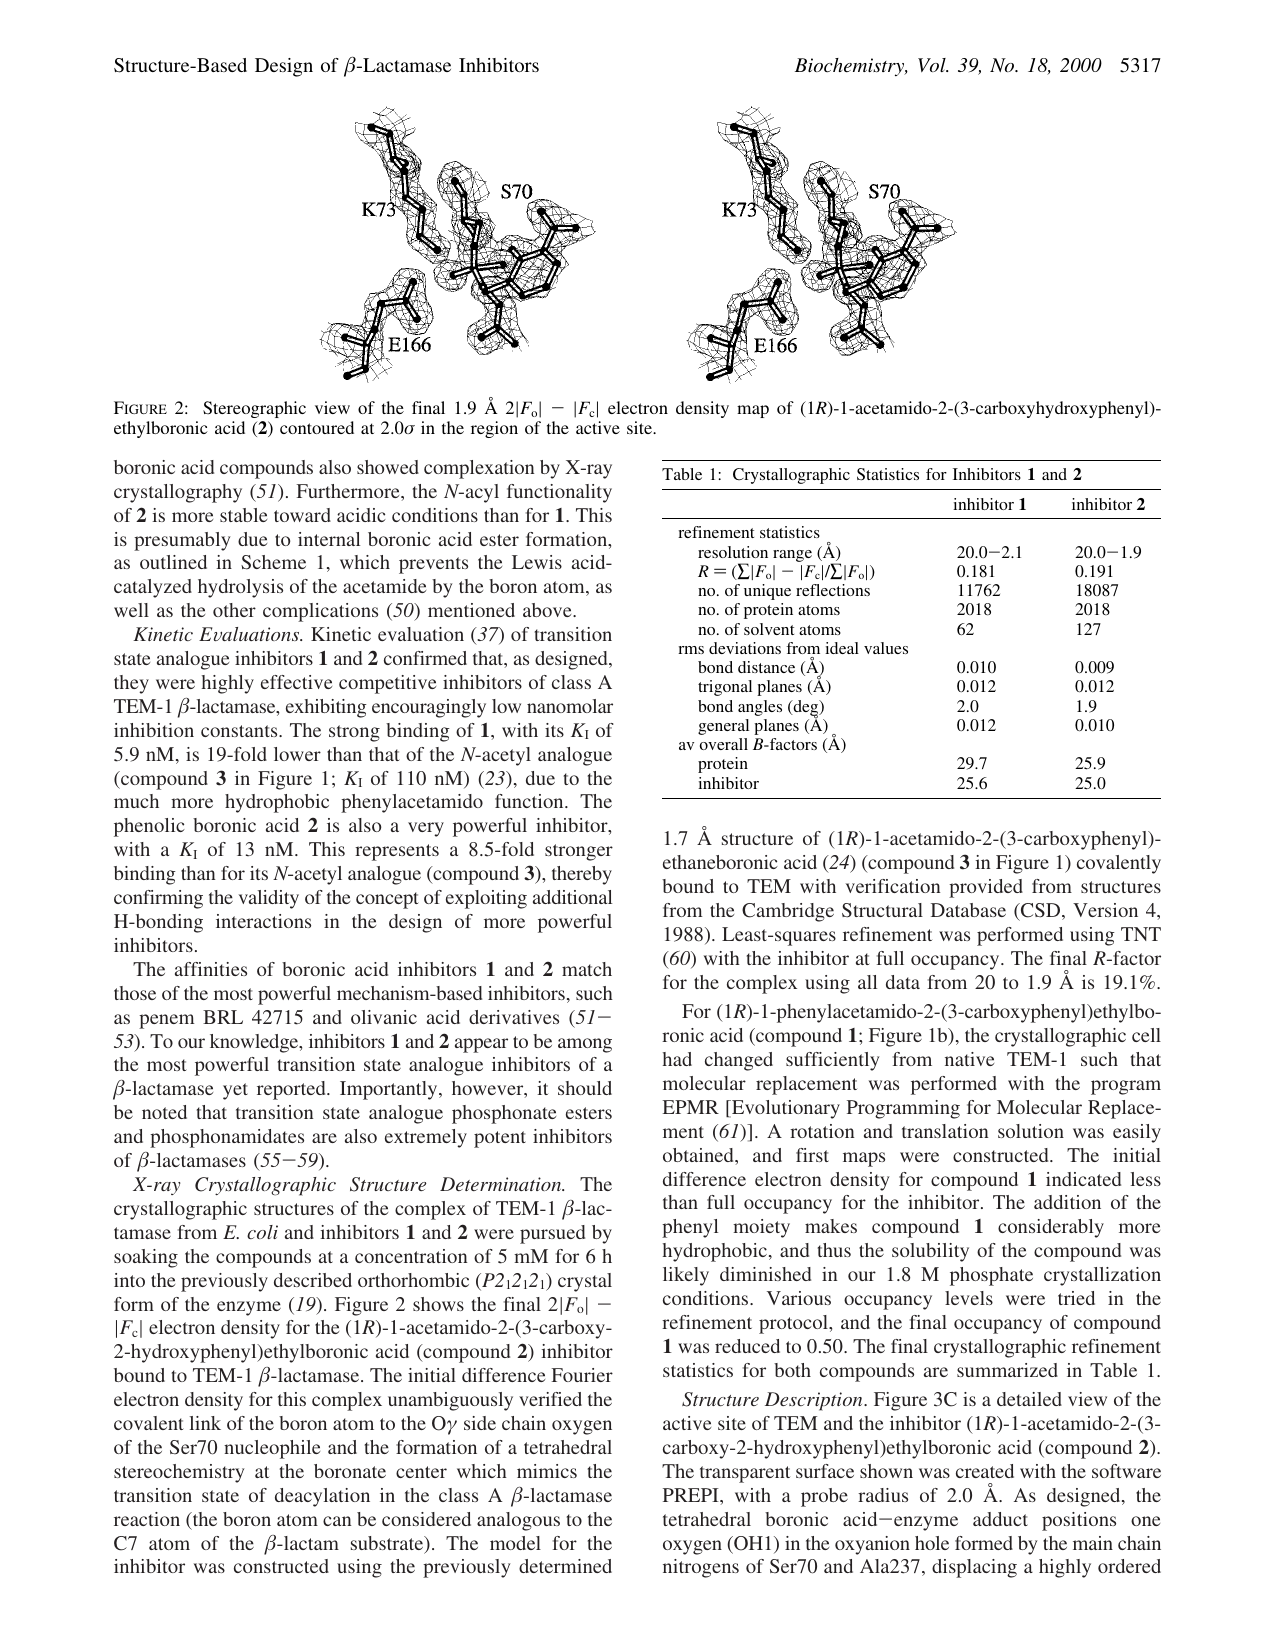 Structure-Based Design of β-Lactamase Inhibitors
Biochemistry, Vol. 39, No. 18, 2000 5317
S70
K73
E166
S70
K73
E166
FIGURE 2: Stereographic view of the final 1.9 Å 2|Fo| − |Fc| electron density map of (1R)-1-acetamido-2-(3-carboxyhydroxyphenyl)-
ethylboronic acid (2) contoured at 2.0σ in the region of the active site.
boronic acid compounds also showed complexation by X-ray
crystallography (51). Furthermore, the N-acyl functionality
of 2 is more stable toward acidic conditions than for 1. This
is presumably due to internal boronic acid ester formation,
as outlined in Scheme 1, which prevents the Lewis acid-
catalyzed hydrolysis of the acetamide by the boron atom, as
well as the other complications (50) mentioned above.
Kinetic Evaluations. Kinetic evaluation (37) of transition
state analogue inhibitors 1 and 2 confirmed that, as designed,
they were highly effective competitive inhibitors of class A
TEM-1 β-lactamase, exhibiting encouragingly low nanomolar
inhibition constants. The strong binding of 1, with its KI of
5.9 nM, is 19-fold lower than that of the N-acetyl analogue
(compound 3 in Figure 1; KI of 110 nM) (23), due to the
much more hydrophobic phenylacetamido function. The
phenolic boronic acid 2 is also a very powerful inhibitor,
with a KI of 13 nM. This represents a 8.5-fold stronger
binding than for its N-acetyl analogue (compound 3), thereby
confirming the validity of the concept of exploiting additional
H-bonding interactions in the design of more powerful
inhibitors.
The affinities of boronic acid inhibitors 1 and 2 match
those of the most powerful mechanism-based inhibitors, such
as penem BRL 42715 and olivanic acid derivatives (51−
53). To our knowledge, inhibitors 1 and 2 appear to be among
the most powerful transition state analogue inhibitors of a
β-lactamase yet reported. Importantly, however, it should
be noted that transition state analogue phosphonate esters
and phosphonamidates are also extremely potent inhibitors
of β-lactamases (55−59).
X-ray Crystallographic Structure Determination. The
crystallographic structures of the complex of TEM-1 β-lac-
tamase from E. coli and inhibitors 1 and 2 were pursued by
soaking the compounds at a concentration of 5 mM for 6 h
into the previously described orthorhombic (P212121) crystal
form of the enzyme (19). Figure 2 shows the final 2|Fo| −
|Fc| electron density for the (1R)-1-acetamido-2-(3-carboxy-
2-hydroxyphenyl)ethylboronic acid (compound 2) inhibitor
bound to TEM-1 β-lactamase. The initial difference Fourier
electron density for this complex unambiguously verified the
covalent link of the boron atom to the Oγ side chain oxygen
of the Ser70 nucleophile and the formation of a tetrahedral
stereochemistry at the boronate center which mimics the
transition state of deacylation in the class A β-lactamase
reaction (the boron atom can be considered analogous to the
C7 atom of the β-lactam substrate). The model for the
inhibitor was constructed using the previously determined
Table 1: Crystallographic Statistics for Inhibitors 1 and 2
inhibitor 1 inhibitor 2
refinement statistics
resolution range (Å) 20.0−2.1 20.0−1.9
R = (∑|Fo| − |Fc|/∑|Fo|) 0.181 0.191
no. of unique reflections 11762 18087
no. of protein atoms 2018 2018
no. of solvent atoms 62 127
rms deviations from ideal values
bond distance (Å) 0.010 0.009
trigonal planes (Å) 0.012 0.012
bond angles (deg) 2.0 1.9
general planes (Å) 0.012 0.010
av overall B-factors (Å)
protein 29.7 25.9
inhibitor 25.6 25.0
1.7 Å structure of (1R)-1-acetamido-2-(3-carboxyphenyl)-
ethaneboronic acid (24) (compound 3 in Figure 1) covalently
bound to TEM with verification provided from structures
from the Cambridge Structural Database (CSD, Version 4,
1988). Least-squares refinement was performed using TNT
(60) with the inhibitor at full occupancy. The final R-factor
for the complex using all data from 20 to 1.9 Å is 19.1%.
For (1R)-1-phenylacetamido-2-(3-carboxyphenyl)ethylbo-
ronic acid (compound 1; Figure 1b), the crystallographic cell
had changed sufficiently from native TEM-1 such that
molecular replacement was performed with the program
EPMR [Evolutionary Programming for Molecular Replace-
ment (61)]. A rotation and translation solution was easily
obtained, and first maps were constructed. The initial
difference electron density for compound 1 indicated less
than full occupancy for the inhibitor. The addition of the
phenyl moiety makes compound 1 considerably more
hydrophobic, and thus the solubility of the compound was
likely diminished in our 1.8 M phosphate crystallization
conditions. Various occupancy levels were tried in the
refinement protocol, and the final occupancy of compound
1 was reduced to 0.50. The final crystallographic refinement
statistics for both compounds are summarized in Table 1.
Structure Description. Figure 3C is a detailed view of the
active site of TEM and the inhibitor (1R)-1-acetamido-2-(3-
carboxy-2-hydroxyphenyl)ethylboronic acid (compound 2).
The transparent surface shown was created with the software
PREPI, with a probe radius of 2.0 Å. As designed, the
tetrahedral boronic acid−enzyme adduct positions one
oxygen (OH1) in the oxyanion hole formed by the main chain
nitrogens of Ser70 and Ala237, displacing a highly ordered